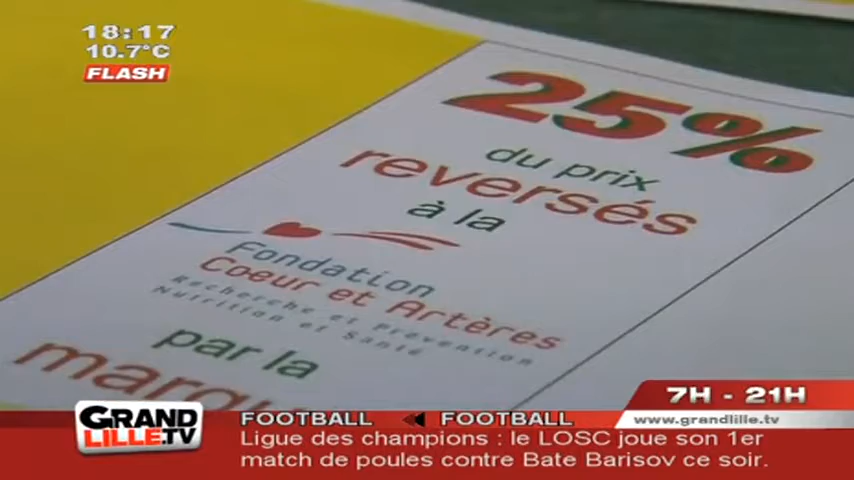 18:17
10.7°C
FLASH
25%
du prix
reversés
à la
Fondation
Coeur et Artères
Recherche et Prévention
Nutrition et Santé
par la
7H - 21H
www.grandlille.tv
GRAND
LILLE.TV
FOOTBALL FOOTBALL
Ligue des champions : le LOSC joue son 1er
match de poules contre Bate Barisov ce soir.